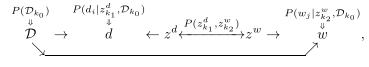 P(𝒟_{k_0}) P(d_i|z^d_{k_1}, 𝒟_{k_0}) P(w_j|z^w_{k_2}, 𝒟_{k_0})
⇓ ⇓ P(z^d_{k_1}, z^w_{k_2}) ⇓
𝒟 → d ← z^d ⟷ z^w → w ,